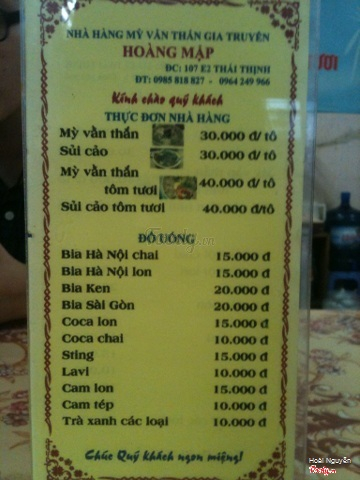 NHÀ HÀNG MỲ VẰN THẮN GIA TRUYỀN
HOÀNG MẬP
ĐC: 107 E2 THÁI THỊNH
ĐT: 0985 818 827 - 0964 249 966
Kính chào quý khách
THỰC ĐƠN NHÀ HÀNG
Mỳ vằn thắn 30.000 đ/ tô
Sủi cảo 30.000 đ/ tô
Mỳ vằn thắn
tôm tươi 40.000 đ/ tô
Sủi cảo tôm tươi 40.000 đ/tô
ĐỒ UỐNG
Bia Hà Nội chai 15.000 đ
Bia Hà Nội lon 15.000 đ
Bia Ken 20.000 đ
Bia Sài Gòn 20.000 đ
Coca lon 15.000 đ
Coca chai 10.000 đ
Sting 15.000 đ
Lavi 10.000 đ
Cam lon 15.000 đ
Cam tép 10.000 đ
Trà xanh các loại 10.000 đ
Chúc Quý khách ngon miệng!
Hoài Nguyễn
Foody.vn